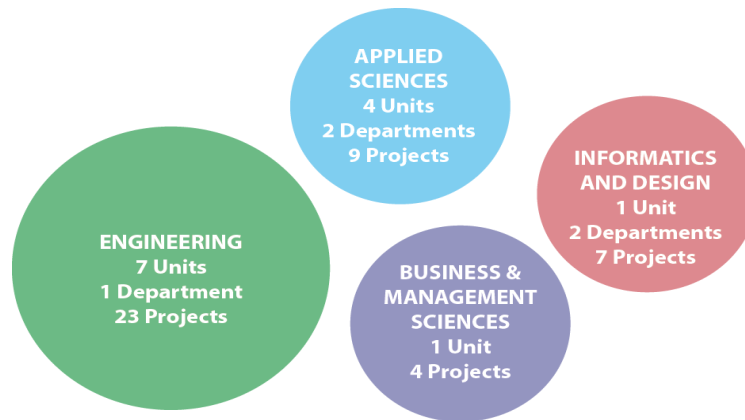 APPLIED
SCIENCES
4 Units
2 Departments
9 Projects
INFORMATICS
AND DESIGN
1 Unit
2 Departments
7 Projects
ENGINEERING
7 Units
1 Department
23 Projects
BUSINESS &
MANAGEMENT
SCIENCES
1 Unit
4 Projects